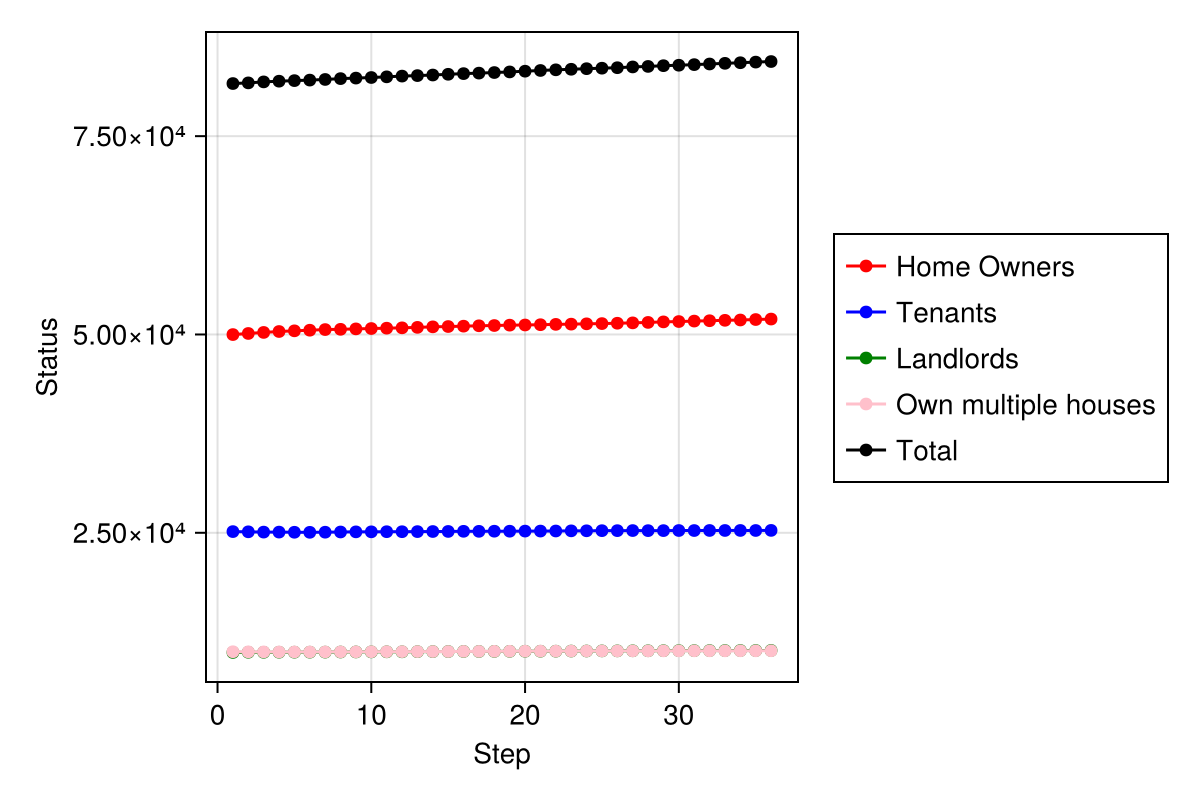 7.50×10⁴
5.00×10⁴
2.50×10⁴
Status
0 10 20 30
Step
Home Owners
Tenants
Landlords
Own multiple houses
Total